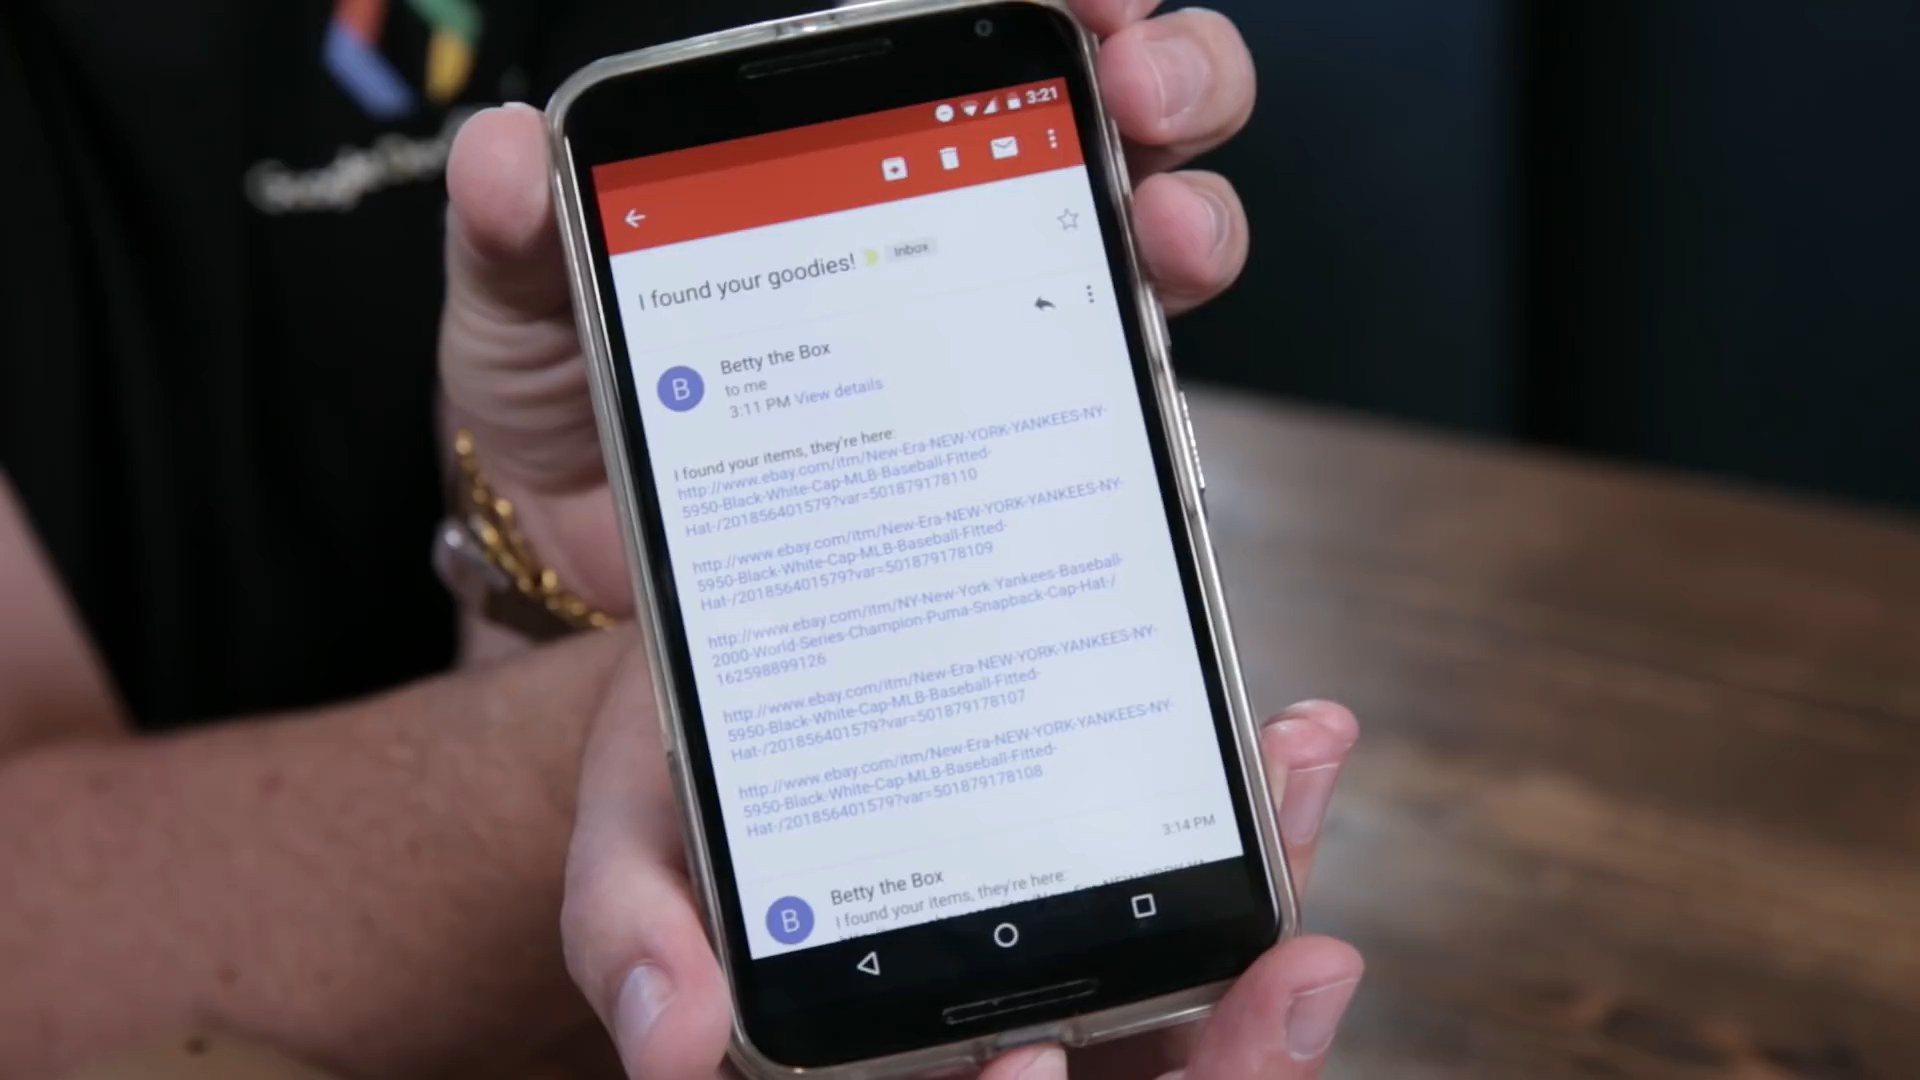 3:21
I found your goodies! Inbox
B
Betty the Box
to me
3:11 PM View details
I found your items, they're here:
http://www.ebay.com/itm/New-Era-NEW-YORK-YANKEES-NY-
5950-Black-White-Cap-MLB-Baseball-Fitted-
Hat-/201856401579?var=501879178110
http://www.ebay.com/itm/New-Era-NEW-YORK-YANKEES-NY-
5950-Black-White-Cap-MLB-Baseball-Fitted-
Hat-/201856401579?var=501879178109
http://www.ebay.com/itm/NY-New-York-Yankees-Baseball-
2000-World-Series-Champion-Puma-Snapback-Cap-Hat-/
162598899126
http://www.ebay.com/itm/New-Era-NEW-YORK-YANKEES-NY-
5950-Black-White-Cap-MLB-Baseball-Fitted-
Hat-/201856401579?var=501879178107
http://www.ebay.com/itm/New-Era-NEW-YORK-YANKEES-NY-
5950-Black-White-Cap-MLB-Baseball-Fitted-
Hat-/201856401579?var=501879178108
3:14 PM
B
Betty the Box
I found your items, they're here:
Google